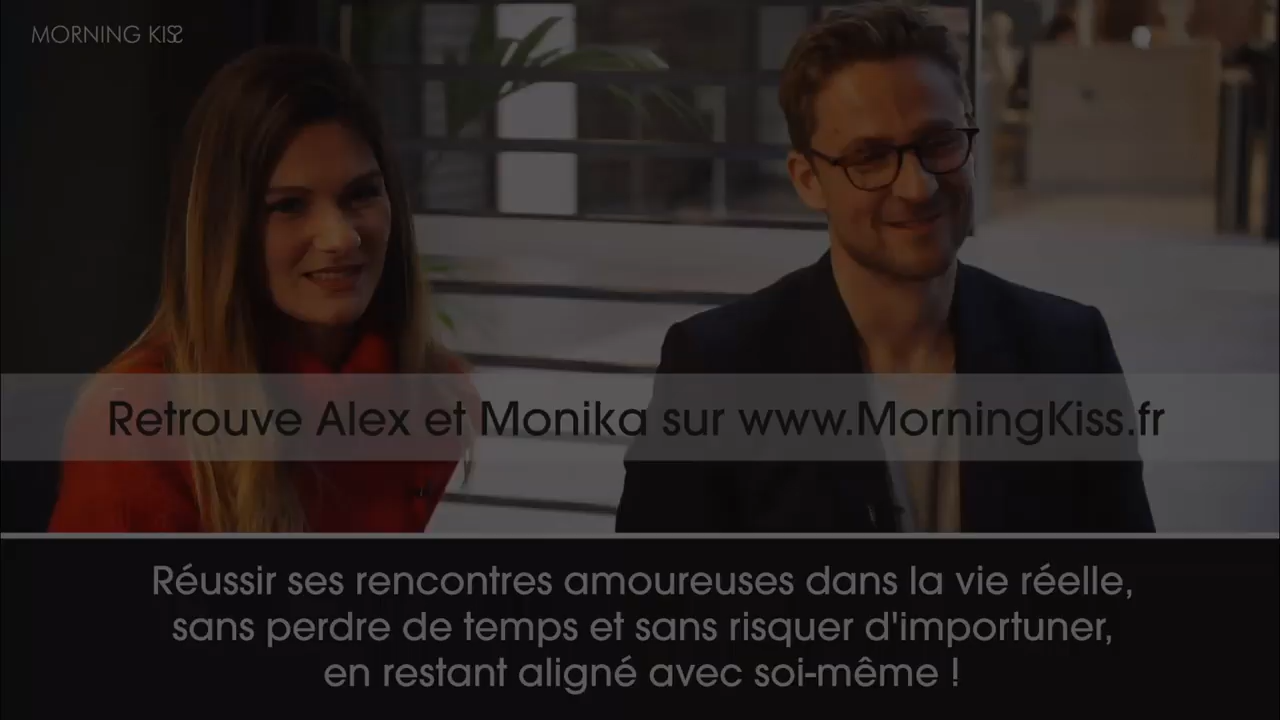 MORNING KISS
Retrouve Alex et Monika sur www.MorningKiss.fr
Réussir ses rencontres amoureuses dans la vie réelle,
sans perdre de temps et sans risquer d'importuner,
en restant aligné avec soi-même !